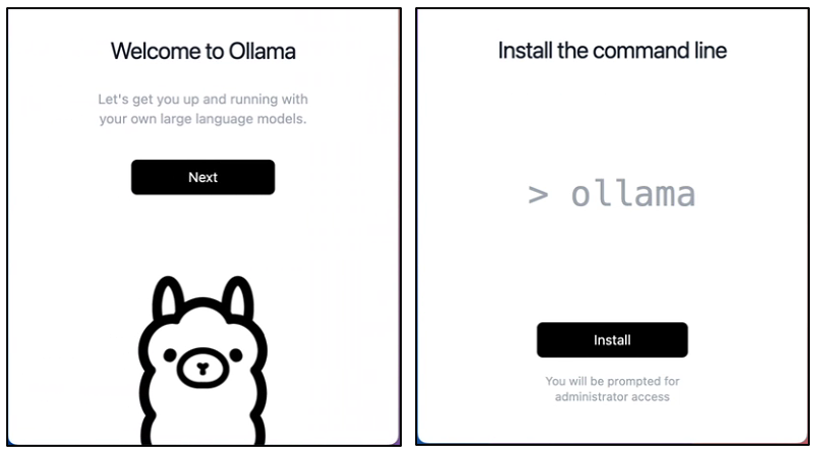 Welcome to Ollama
Let's get you up and running with
your own large language models.
Next
Install the command line
> ollama
Install
You will be prompted for
administrator access